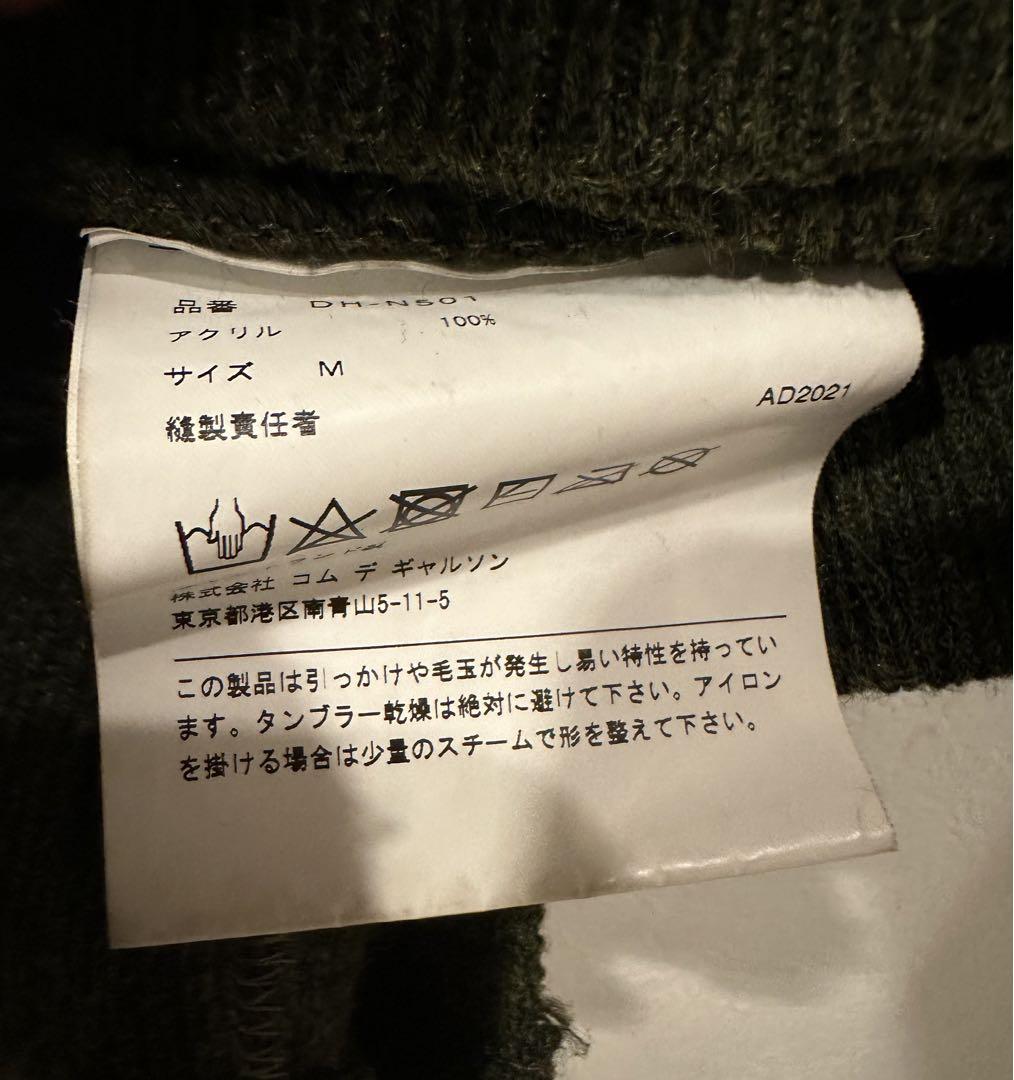 品番 DH-N501
アクリル 100%
サイズ M
AD2021
縫製責任者
株式会社 コム デ ギャルソン
東京都港区南青山5-11-5
この製品は引っかけや毛玉が発生し易い特性を持ってい
ます。タンブラー乾燥は絶対に避けて下さい。アイロン
を掛ける場合は少量のスチームで形を整えて下さい。